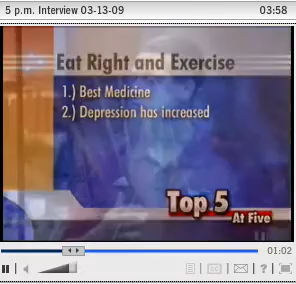 5 p.m. Interview 03-13-09 03:58
Eat Right and Exercise
1.) Best Medicine
2.) Depression has increased
Top 5
At Five
01:02
?